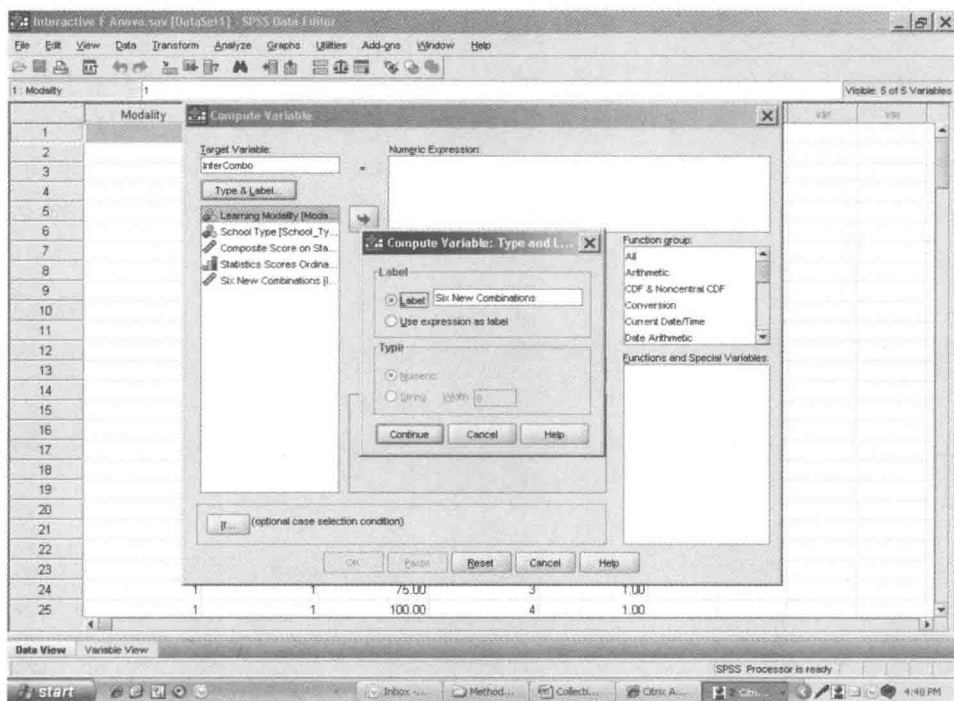 Interactive F Anova.sav [DataSet1] - SPSS Data Editor
File Edit View Data Transform Analyze Graphs Utilities Add-ons Window Help
1 : Modality 1 Visible: 5 of 5 Variables
Modality var var
1
2
3
4
5
6
7
8
9
10
11
12
13
14
15
16
17
18
19
20
21
22
23
24 1 1 75.00 3 1.00
25 1 1 100.00 4 1.00
Compute Variable
Target Variable:
InterCombo
=
Numeric Expression:
Type & Label...
Learning Modality [Moda...
School Type [School_Ty...
Composite Score on Sta...
Statistics Scores Ordina...
Six New Combinations [I...
Compute Variable: Type and L...
Label
Label Six New Combinations
Use expression as label
Type
Numeric
String Width 8
Continue Cancel Help
Function group:
All
Arithmetic
CDF & Noncentral CDF
Conversion
Current Date/Time
Date Arithmetic
Functions and Special Variables:
If... (optional case selection condition)
OK Paste Reset Cancel Help
Data View Variable View
SPSS Processor is ready
start Inbox -... Method... Collecti... Citrix A... 2 Citri... 4:48 PM